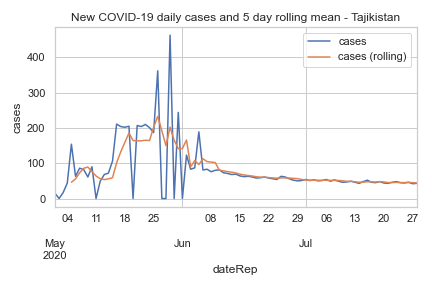 New COVID-19 daily cases and 5 day rolling mean - Tajikistan
cases
cases (rolling)
cases
400
300
200
100
0
04 11 18 25 08 15 22 06 13 20 27
May Jun Jul
2020
dateRep